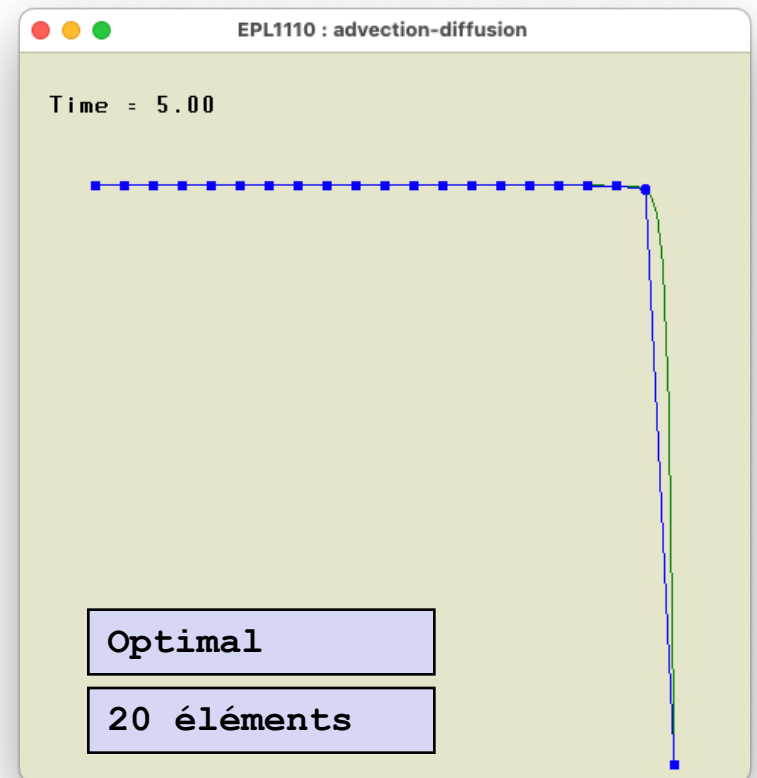 EPL1110 : advection-diffusion
Time = 5.00
Optimal
20 éléments